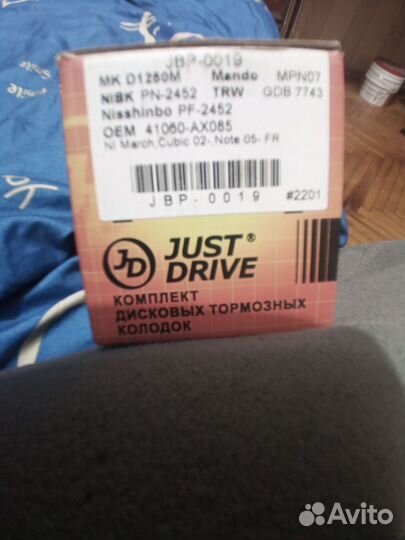 JBP-0019
MK D1260M Mando MPN07
NiBK PN-2452 TRW GDB 7743
Nisshinbo PF-2452
OEM 41060-AX085
Ni March,Cubic 02-,Note 05- FR
JBP-0019 #2201
JD JUST®
DRIVE
КОМПЛЕКТ
ДИСКОВЫХ ТОРМОЗНЫХ
КОЛОДОК
Avito